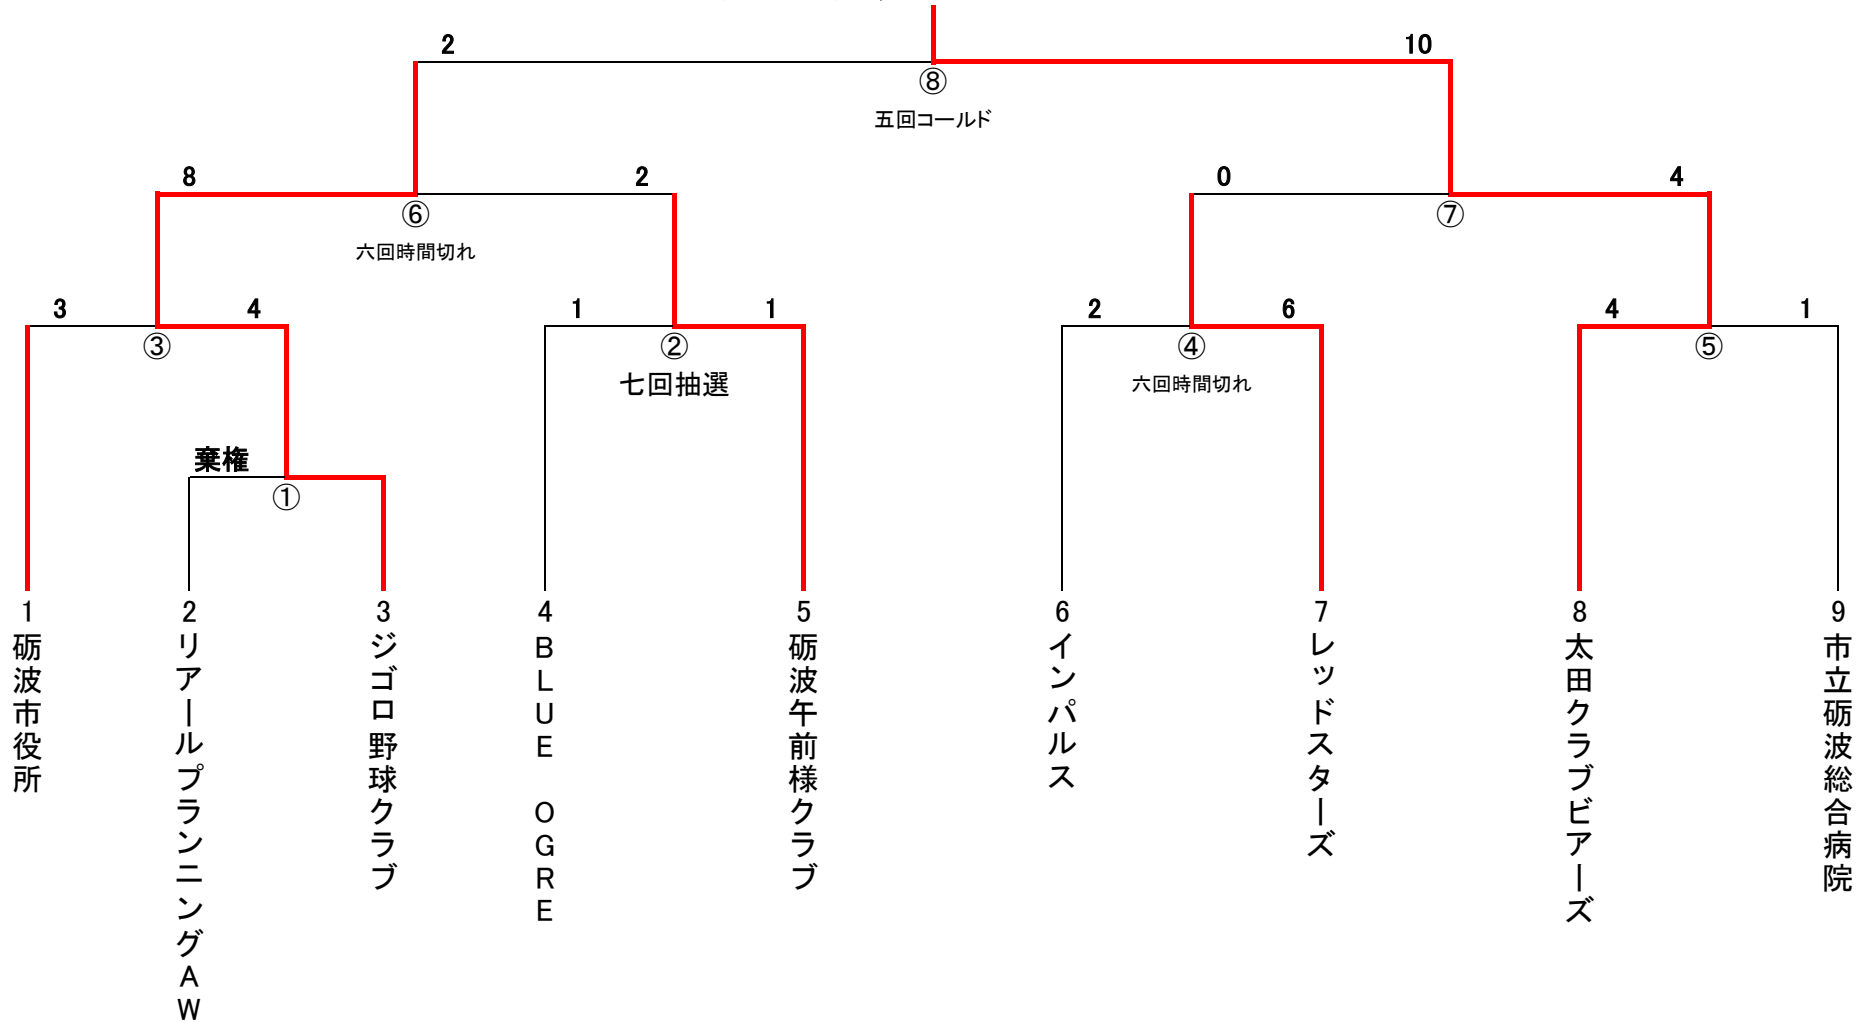 2 10
⑧
五回コールド
8 2 0 4
⑥ ⑦
六回時間切れ
3 4 1 1 2 6 4 1
③ ② ④ ⑤
七回抽選 六回時間切れ
棄権
①
1 2 3 4 5 6 7 8 9
砺波市役所
リアールプランニングAW
ジゴロ野球クラブ
BLUE OGRE
砺波午前様クラブ
インパルス
レッドスターズ
太田クラブビアーズ
市立砺波総合病院